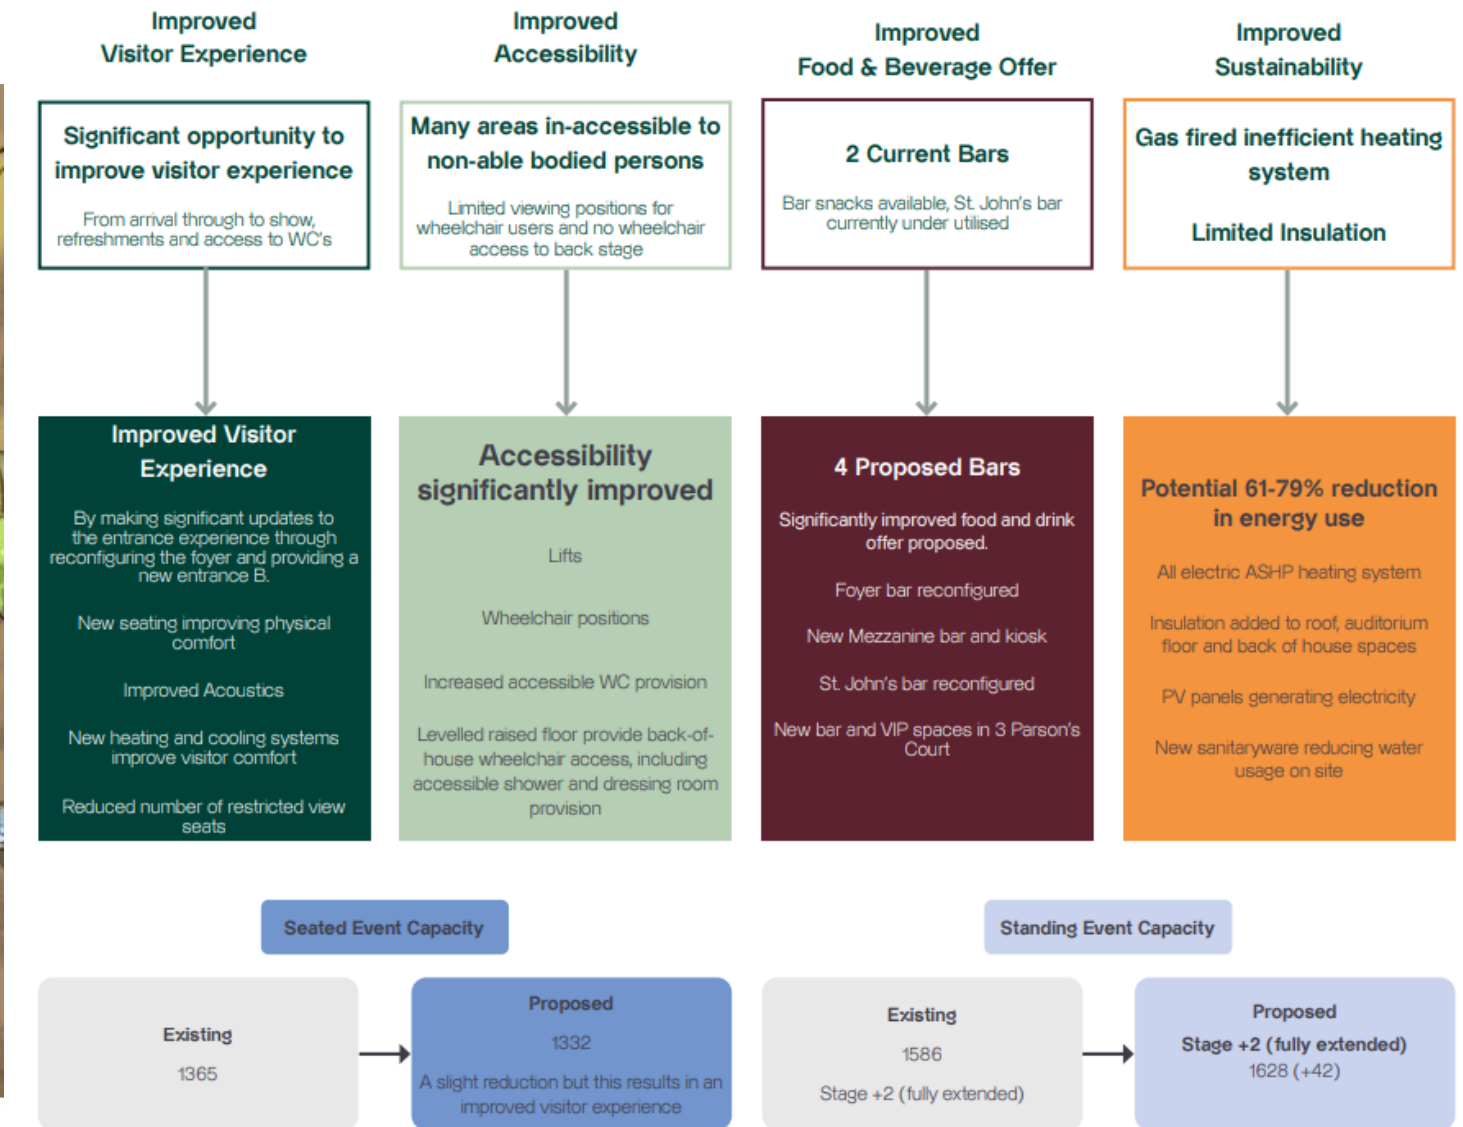 Improved
Visitor Experience
Improved
Accessibility
Improved
Food & Beverage Offer
Improved
Sustainability
Significant opportunity to
improve visitor experience
From arrival through to show,
refreshments and access to WC's
Many areas in-accessible to
non-able bodied persons
Limited viewing positions for
wheelchair users and no wheelchair
access to back stage
2 Current Bars
Bar snacks available, St. John's bar
currently under utilised
Gas fired inefficient heating
system
Limited Insulation
Improved Visitor
Experience
By making significant updates to
the entrance experience through
reconfiguring the foyer and providing a
new entrance B.
New seating improving physical
comfort
Improved Acoustics
New heating and cooling systems
improve visitor comfort
Reduced number of restricted view
seats
Accessibility
significantly improved
Lifts
Wheelchair positions
Increased accessible WC provision
Levelled raised floor provide back-of-
house wheelchair access, including
accessible shower and dressing room
provision
4 Proposed Bars
Significantly improved food and drink
offer proposed.
Foyer bar reconfigured
New Mezzanine bar and kiosk
St. John's bar reconfigured
New bar and VIP spaces in 3 Parson's
Court
Potential 61-79% reduction
in energy use
All electric ASHP heating system
Insulation added to roof, auditorium
floor and back of house spaces
PV panels generating electricity
New sanitaryware reducing water
usage on site
Seated Event Capacity
Existing
1365
Proposed
1332
A slight reduction but this results in an
improved visitor experience
Standing Event Capacity
Existing
1586
Stage +2 (fully extended)
Proposed
Stage +2 (fully extended)
1628 (+42)